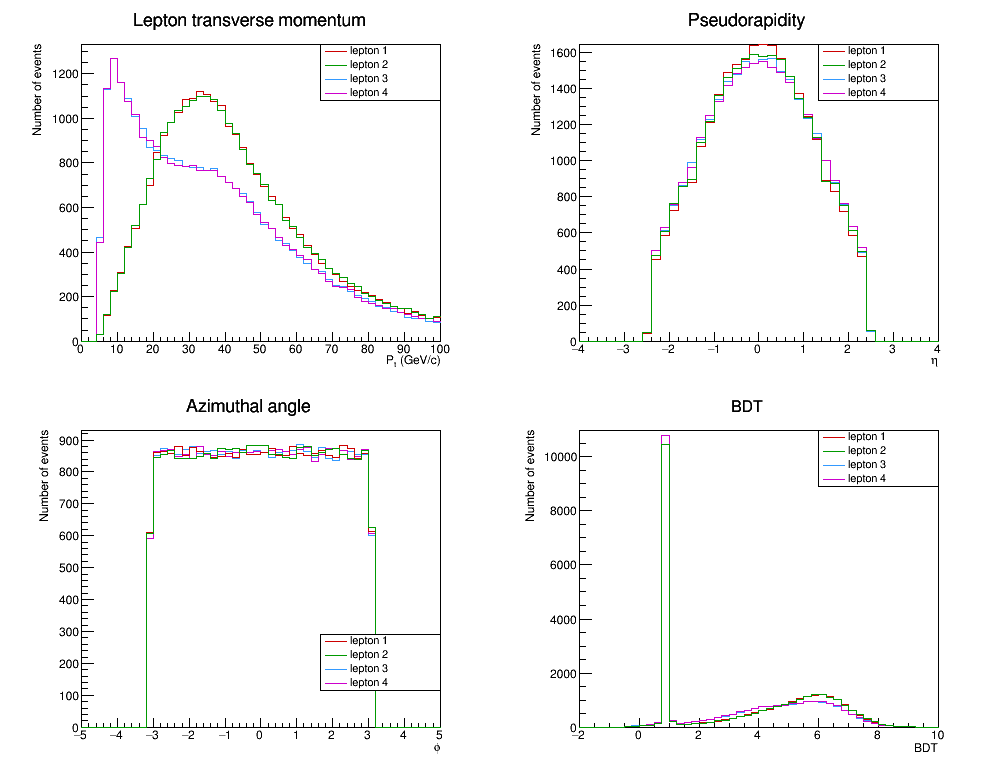 Lepton transverse momentum
Number of events
lepton 1
lepton 2
lepton 3
lepton 4
1200
1000
800
600
400
200
0
0 10 20 30 40 50 60 70 80 90 100
P_t (GeV/c)
Pseudorapidity
Number of events
lepton 1
lepton 2
lepton 3
lepton 4
1600
1400
1200
1000
800
600
400
200
0
−4 −3 −2 −1 0 1 2 3 4
η
Azimuthal angle
Number of events
900
800
700
600
500
400
300
200
100
0
lepton 1
lepton 2
lepton 3
lepton 4
−5 −4 −3 −2 −1 0 1 2 3 4 5
ϕ
BDT
Number of events
lepton 1
lepton 2
lepton 3
lepton 4
10000
8000
6000
4000
2000
0
−2 0 2 4 6 8 10
BDT